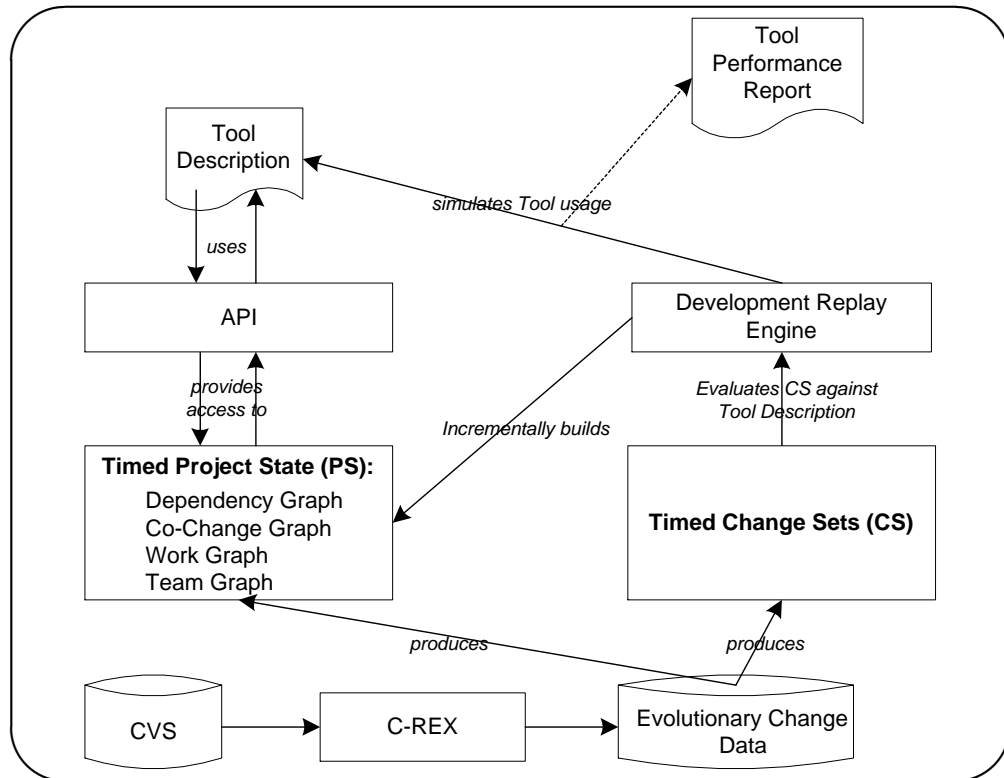 Tool
Performance
Report
Tool
Description
simulates Tool usage
uses
API
Development Replay
Engine
provides
access to
Evaluates CS against
Tool Description
Incrementally builds
Timed Project State (PS):
Dependency Graph
Co-Change Graph
Work Graph
Team Graph
Timed Change Sets (CS)
produces
produces
CVS
C-REX
Evolutionary Change
Data